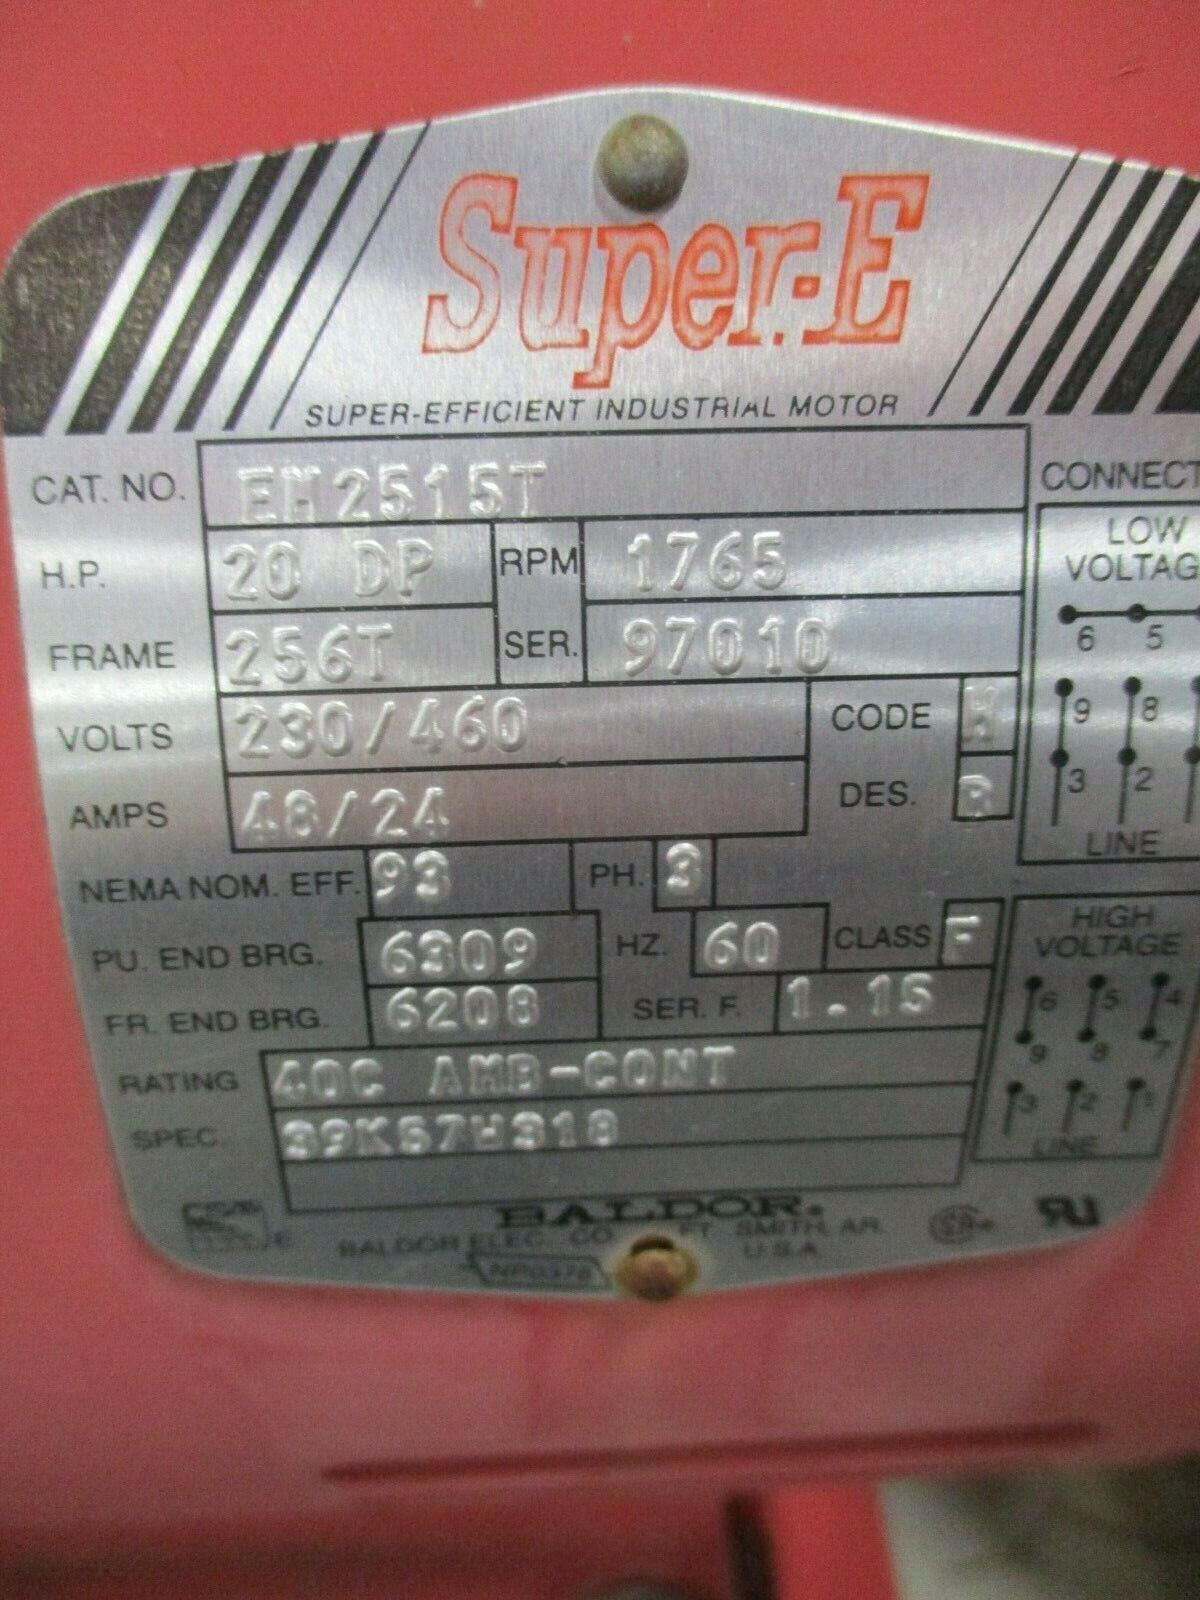 Super-E
SUPER-EFFICIENT INDUSTRIAL MOTOR
CAT. NO. EM2515T
H.P. 20 DP RPM 1765
FRAME 256T SER. 97010
VOLTS 230/460 CODE H
AMPS 48/24 DES. B
NEMA NOM. EFF. 93 PH. 3
PU. END BRG. 6309 HZ. 60 CLASS F
FR. END BRG. 6208 SER. F. 1.15
RATING 40C AMB-CONT
SPEC. 39K57W318
BALDOR.
BALDOR ELEC. CO. FT. SMITH, AR.
U.S.A.
CONNECT
LOW
VOLTAG
6 5
9 8
3 2
LINE
HIGH
VOLTAGE
6 5 4
9 8 7
3 2 1
LINE